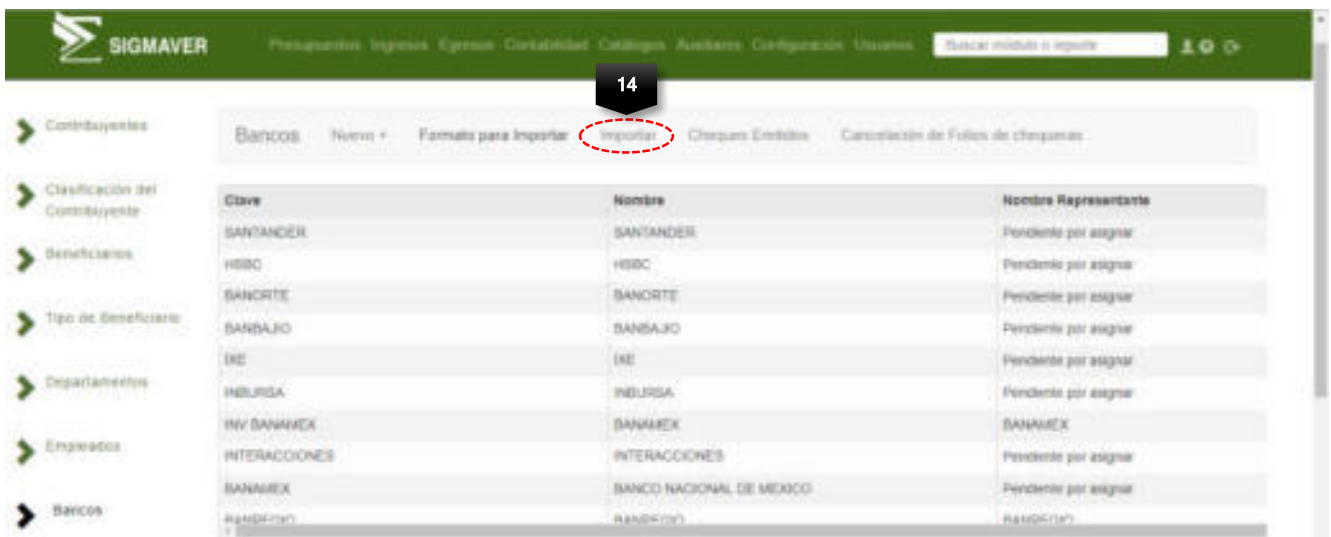 SIGMAVER
Presupuestos Ingresos Egresos Contabilidad Catálogos Auxiliares Configuración Usuarios Buscar módulo o reporte
14
Contribuyentes
Bancos Nuevo Formato para Importar Importar Cheques Emitidos Cancelación de Folios de chequeras
Clasificación del
Contribuyente
Beneficiarios
Tipo de Beneficiario
Departamentos
Empleados
Bancos
Clave Nombre Nombre Representante
SANTANDER SANTANDER Pendiente por asignar
HSBC HSBC Pendiente por asignar
BANORTE BANORTE Pendiente por asignar
BANBAJIO BANBAJIO Pendiente por asignar
IXE IXE Pendiente por asignar
INBURSA INBURSA Pendiente por asignar
INV BANAMEX BANAMEX BANAMEX
INTERACCIONES INTERACCIONES Pendiente por asignar
BANAMEX BANCO NACIONAL DE MEXICO Pendiente por asignar